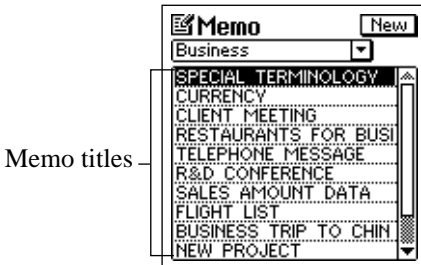 Memo New
Business
SPECIAL TERMINOLOGY
CURRENCY
CLIENT MEETING
RESTAURANTS FOR BUSI
TELEPHONE MESSAGE
R&D CONFERENCE
SALES AMOUNT DATA
FLIGHT LIST
BUSINESS TRIP TO CHIN
NEW PROJECT
Memo titles